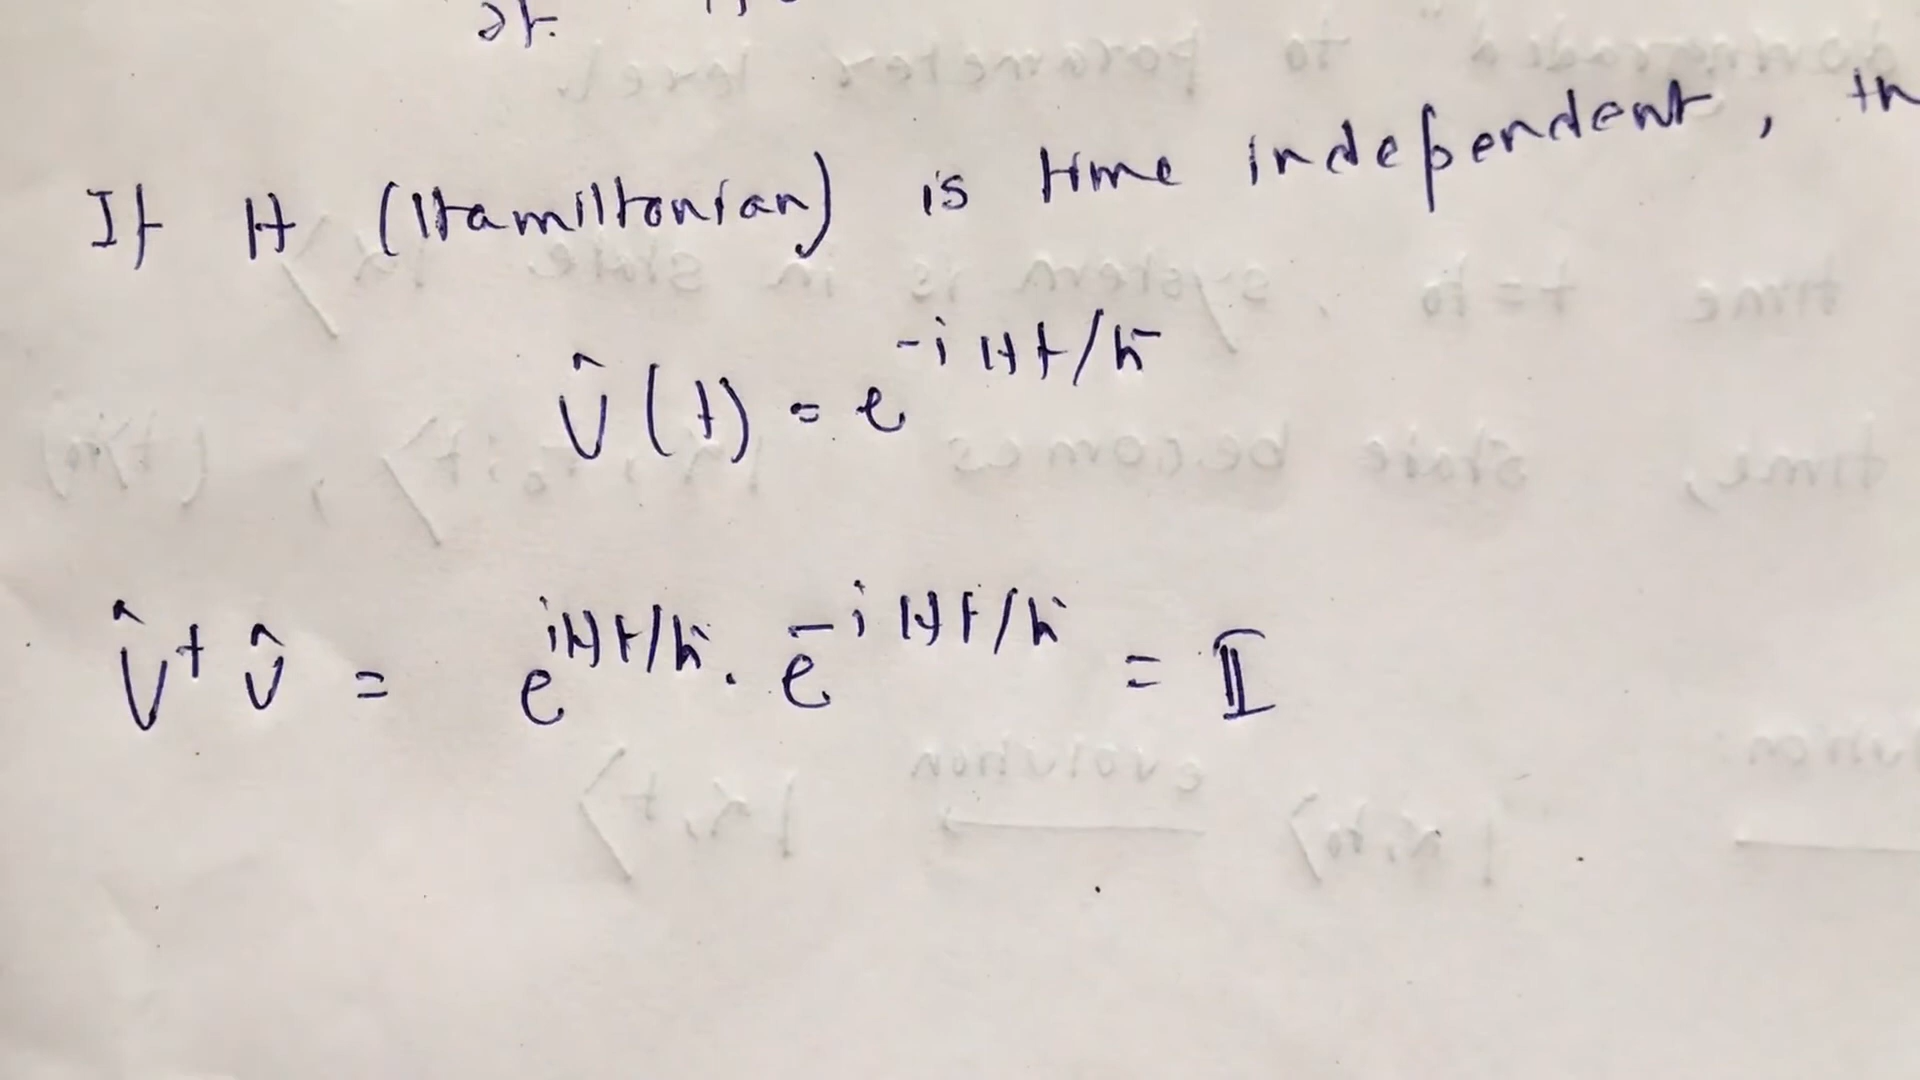 ∂t
If H (Hamiltonian) is time independent, th
Û(t) = e^{-iHt/ħ}
Û† Û = e^{iHt/ħ} . e^{-iHt/ħ} = 𝕀